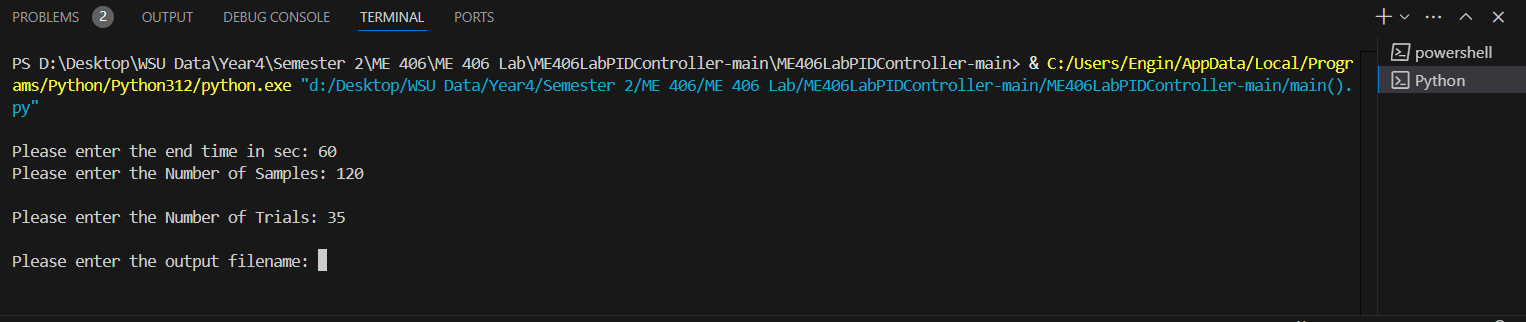 PROBLEMS 2 OUTPUT DEBUG CONSOLE TERMINAL PORTS
PS D:\Desktop\WSU Data\Year4\Semester 2\ME 406\ME 406 Lab\ME406LabPIDController-main\ME406LabPIDController-main> & C:/Users/Engin/AppData/Local/Progr
ams/Python/Python312/python.exe "d:/Desktop/WSU Data/Year4/Semester 2/ME 406/ME 406 Lab/ME406LabPIDController-main/ME406LabPIDController-main/main().
py"
Please enter the end time in sec: 60
Please enter the Number of Samples: 120
Please enter the Number of Trials: 35
Please enter the output filename:
powershell
Python